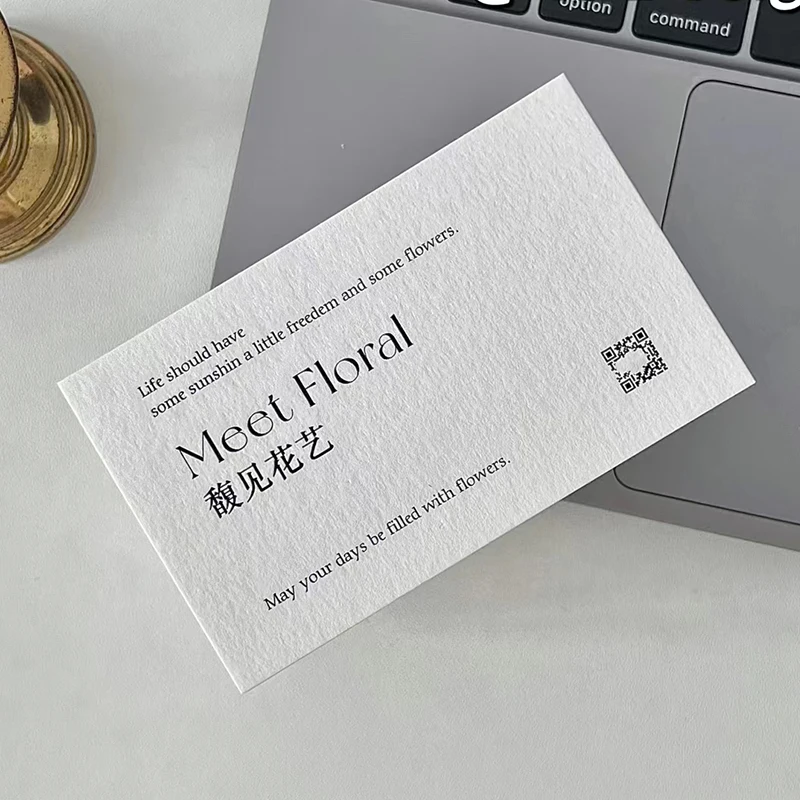 option
command
Life should have
some sunshin a little freedem and some flowers.
Meet Floral
馥见花艺
May your days be filled with flowers.